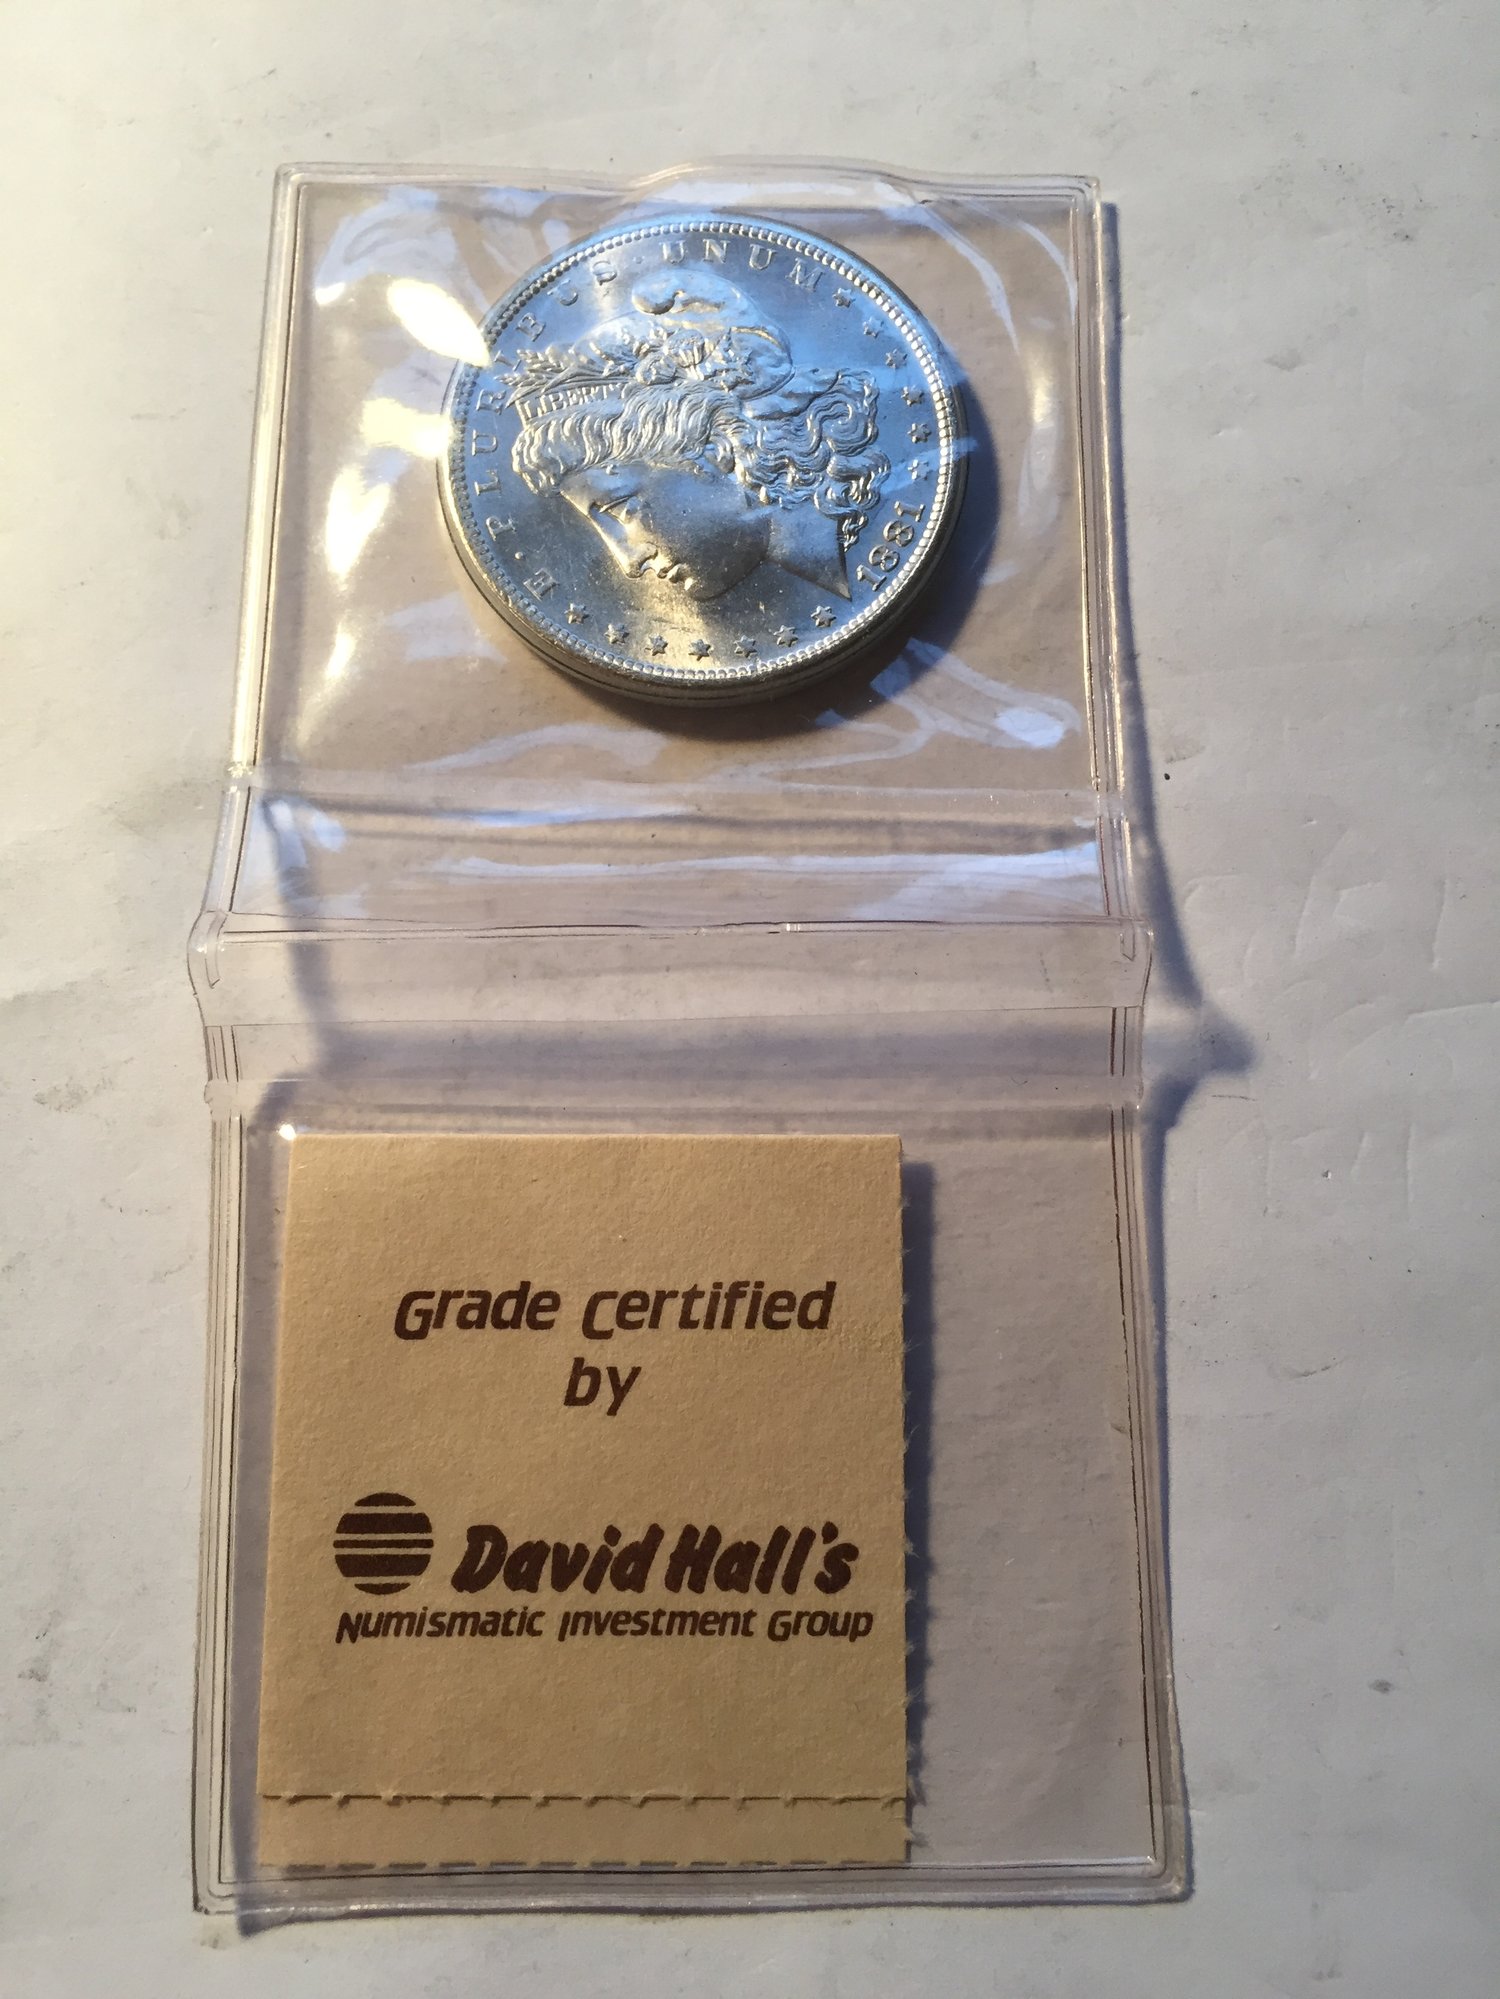 E · PLURIBUS · UNUM
LIBERTY
1881
Grade Certified
by
David Hall's
Numismatic Investment Group